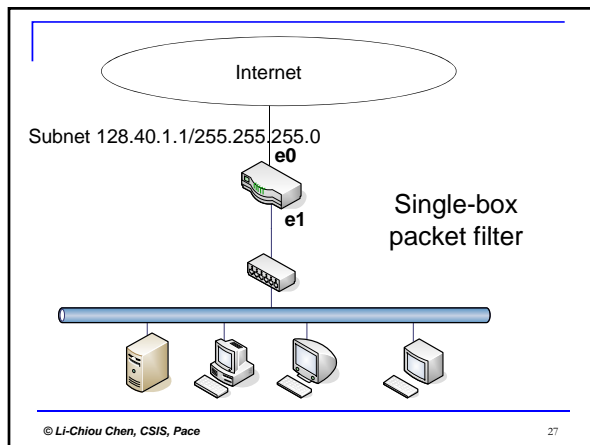 Internet
Subnet 128.40.1.1/255.255.255.0
e0
e1
Single-box
packet filter
© Li-Chiou Chen, CSIS, Pace
27